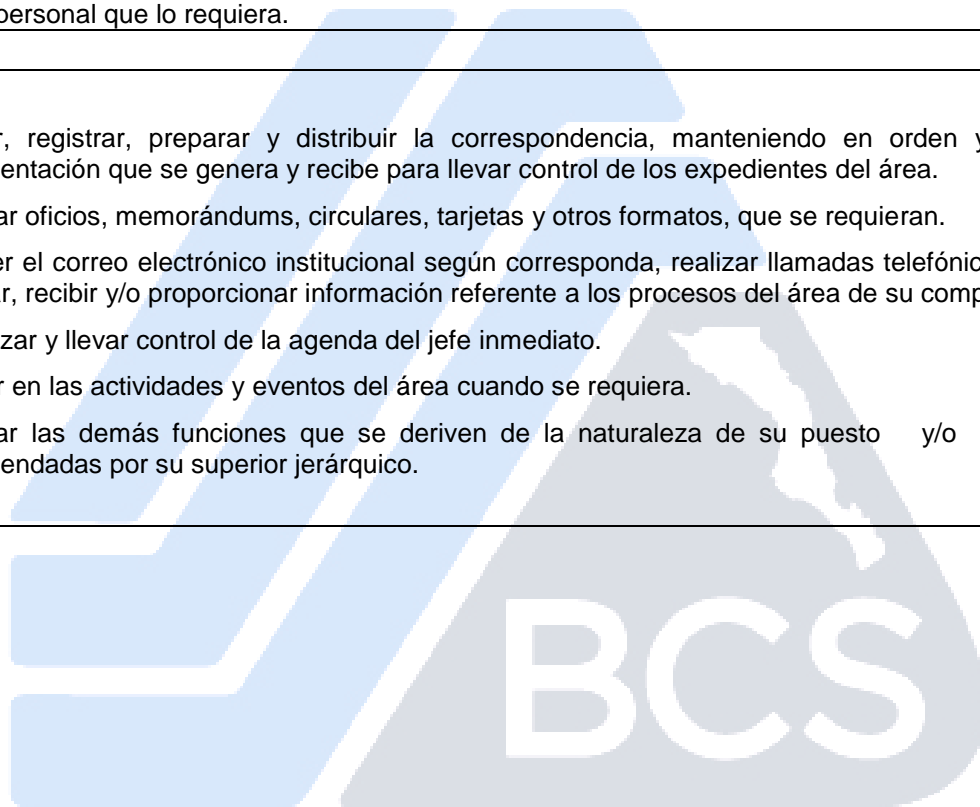 personal que lo requiera.
r, registrar, preparar y distribuir la correspondencia, manteniendo en orden y
entación que se genera y recibe para llevar control de los expedientes del área.
ar oficios, memorándums, circulares, tarjetas y otros formatos, que se requieran.
er el correo electrónico institucional según corresponda, realizar llamadas telefónic
ar, recibir y/o proporcionar información referente a los procesos del área de su comp
zar y llevar control de la agenda del jefe inmediato.
r en las actividades y eventos del área cuando se requiera.
ar las demás funciones que se deriven de la naturaleza de su puesto y/o
endadas por su superior jerárquico.
BCS